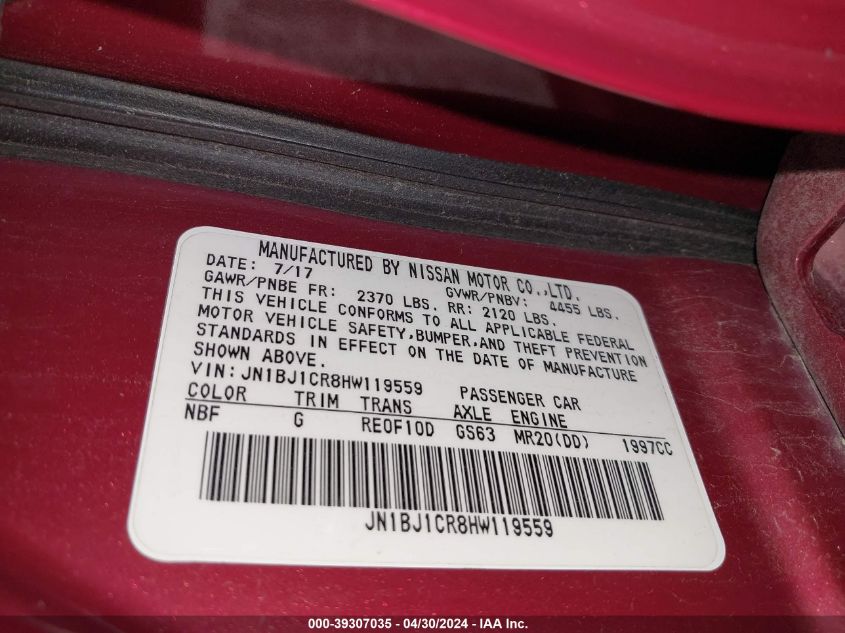 MANUFACTURED BY NISSAN MOTOR CO.,LTD.
DATE: 7/17 GVWR/PNBV: 4455 LBS.
GAWR/PNBE FR: 2370 LBS. RR: 2120 LBS.
THIS VEHICLE CONFORMS TO ALL APPLICABLE FEDERAL
MOTOR VEHICLE SAFETY,BUMPER,AND THEFT PREVENTION
STANDARDS IN EFFECT ON THE DATE OF MANUFACTURE
SHOWN ABOVE.
VIN:JN1BJ1CR8HW119559 PASSENGER CAR
COLOR TRIM TRANS AXLE ENGINE
NBF G RE0F10D GS63 MR20(DD) 1997CC
JN1BJ1CR8HW119559
000-39307035 - 04/30/2024 - IAA Inc.